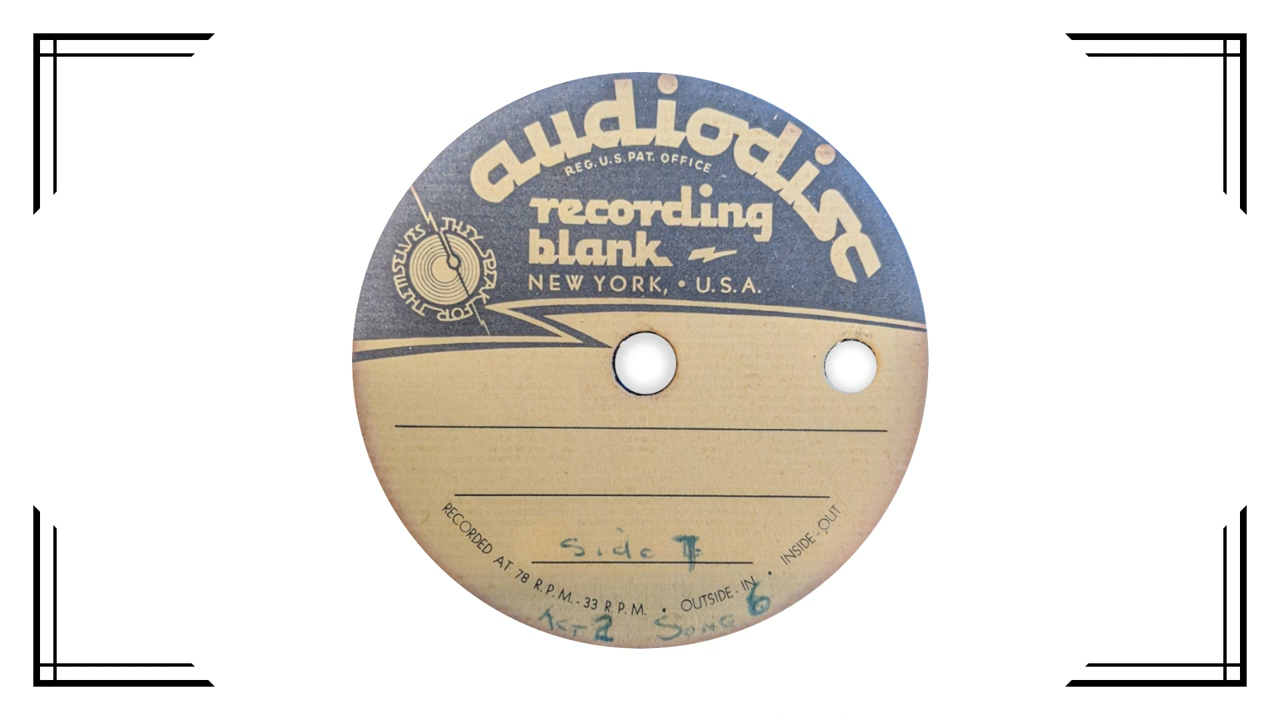 audiodisc
REG. U.S. PAT. OFFICE
recording
blank
NEW YORK, • U.S.A.
THEY SPEAK FOR THEMSELVES
Side
RECORDED AT 78 R.P.M. - 33 R.P.M. • OUTSIDE - IN • INSIDE - OUT
Act 2 Song 6